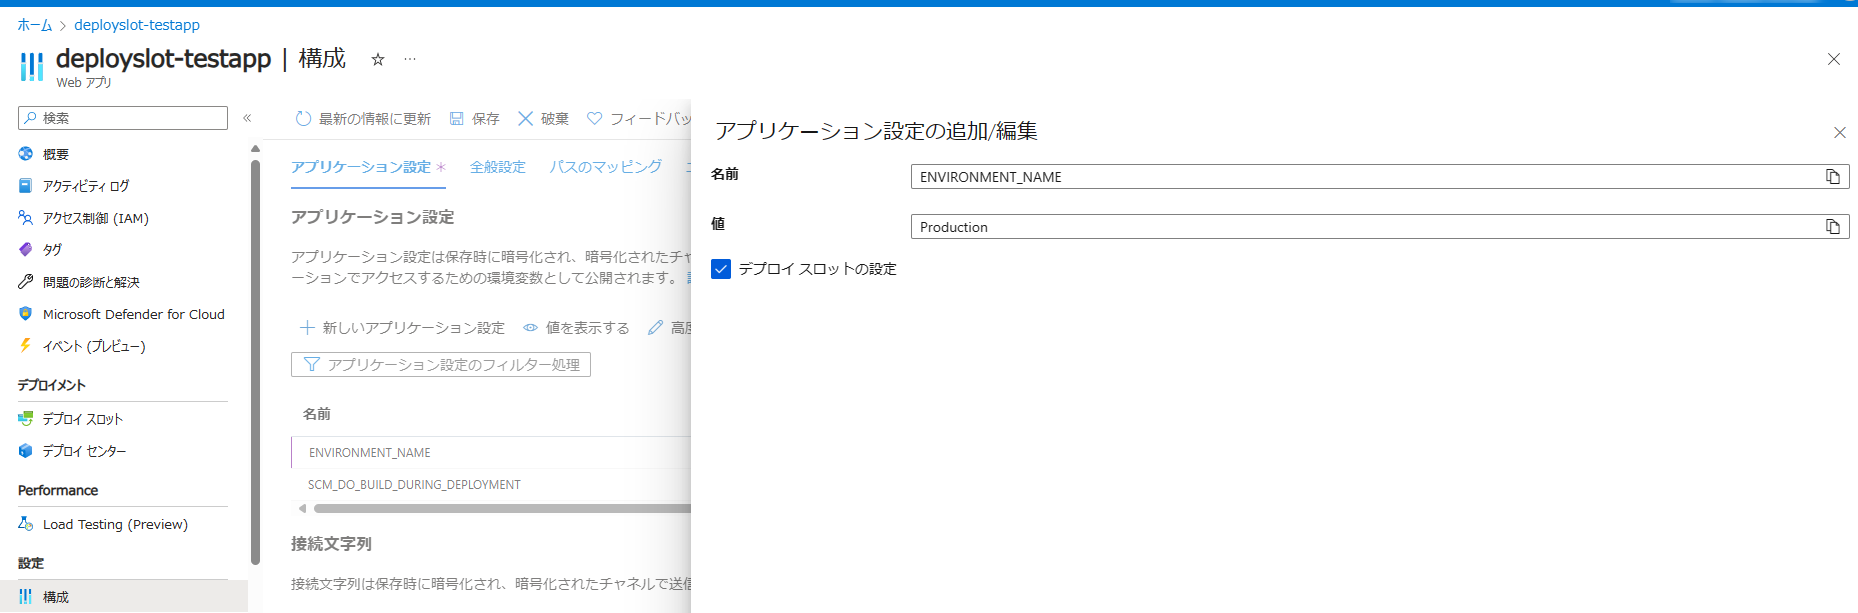 ホーム > deployslot-testapp
deployslot-testapp | 構成 ☆ …
Web アプリ
検索
«
概要
アクティビティ ログ
アクセス制御 (IAM)
タグ
問題の診断と解決
Microsoft Defender for Cloud
イベント (プレビュー)
デプロイメント
デプロイ スロット
デプロイ センター
Performance
Load Testing (Preview)
設定
構成
最新の情報に更新 保存 破棄 フィードバッ
アプリケーション設定 * 全般設定 パスのマッピング
アプリケーション設定
アプリケーション設定は保存時に暗号化され、暗号化されたチャ
ーションでアクセスするための環境変数として公開されます。
新しいアプリケーション設定 値を表示する 高度
アプリケーション設定のフィルター処理
名前
ENVIRONMENT_NAME
SCM_DO_BUILD_DURING_DEPLOYMENT
接続文字列
接続文字列は保存時に暗号化され、暗号化されたチャネルで送信
アプリケーション設定の追加/編集
名前
ENVIRONMENT_NAME
値
Production
デプロイ スロットの設定